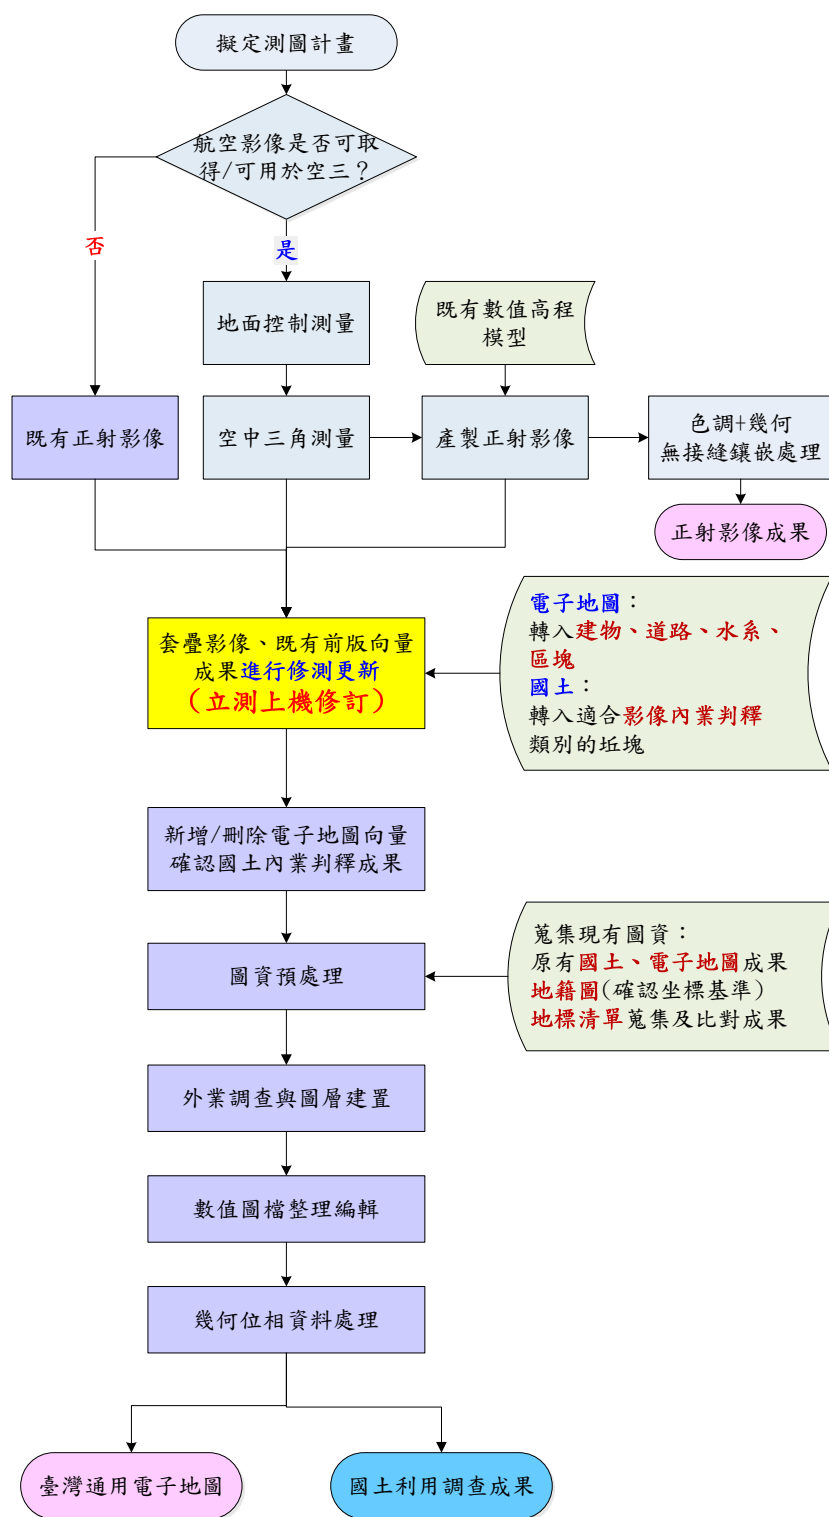 擬定測圖計畫
航空影像是否可取
得/可用於空三？
否
是
地面控制測量
既有數值高程
模型
既有正射影像
空中三角測量
產製正射影像
色調+幾何
無接縫鑲嵌處理
正射影像成果
套疊影像、既有前版向量
成果進行修測更新
（立測上機修訂）
電子地圖：
轉入建物、道路、水系、
區塊
國土：
轉入適合影像內業判釋
類別的坵塊
新增/刪除電子地圖向量
確認國土內業判釋成果
圖資預處理
蒐集現有圖資：
原有國土、電子地圖成果
地籍圖(確認坐標基準)
地標清單蒐集及比對成果
外業調查與圖層建置
數值圖檔整理編輯
幾何位相資料處理
臺灣通用電子地圖
國土利用調查成果